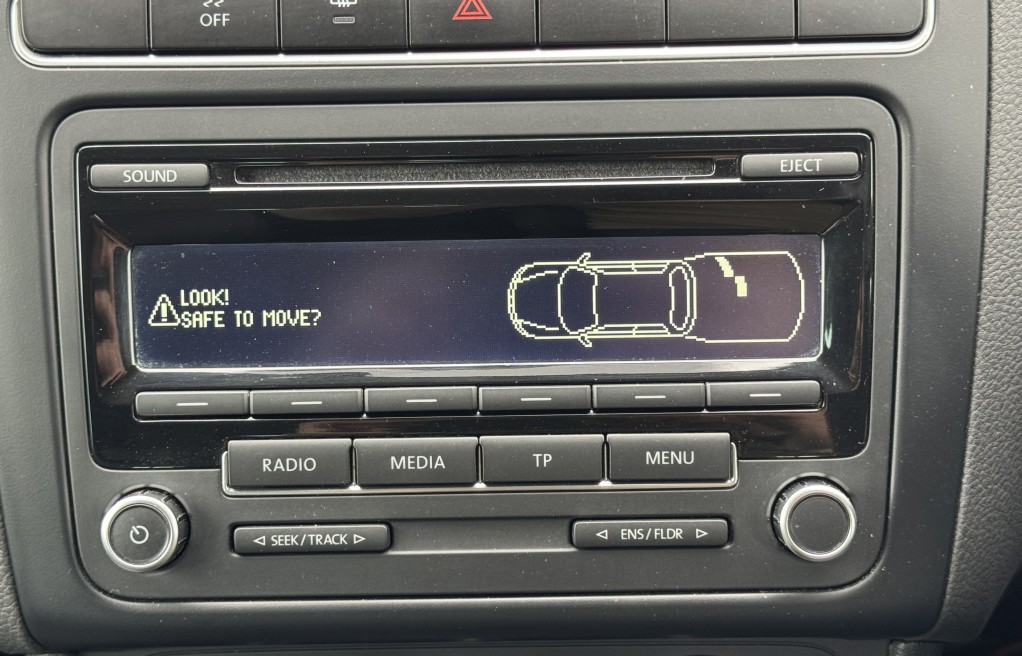 OFF
SOUND
EJECT
LOOK!
SAFE TO MOVE?
RADIO
MEDIA
TP
MENU
SEEK / TRACK
ENS / FLDR